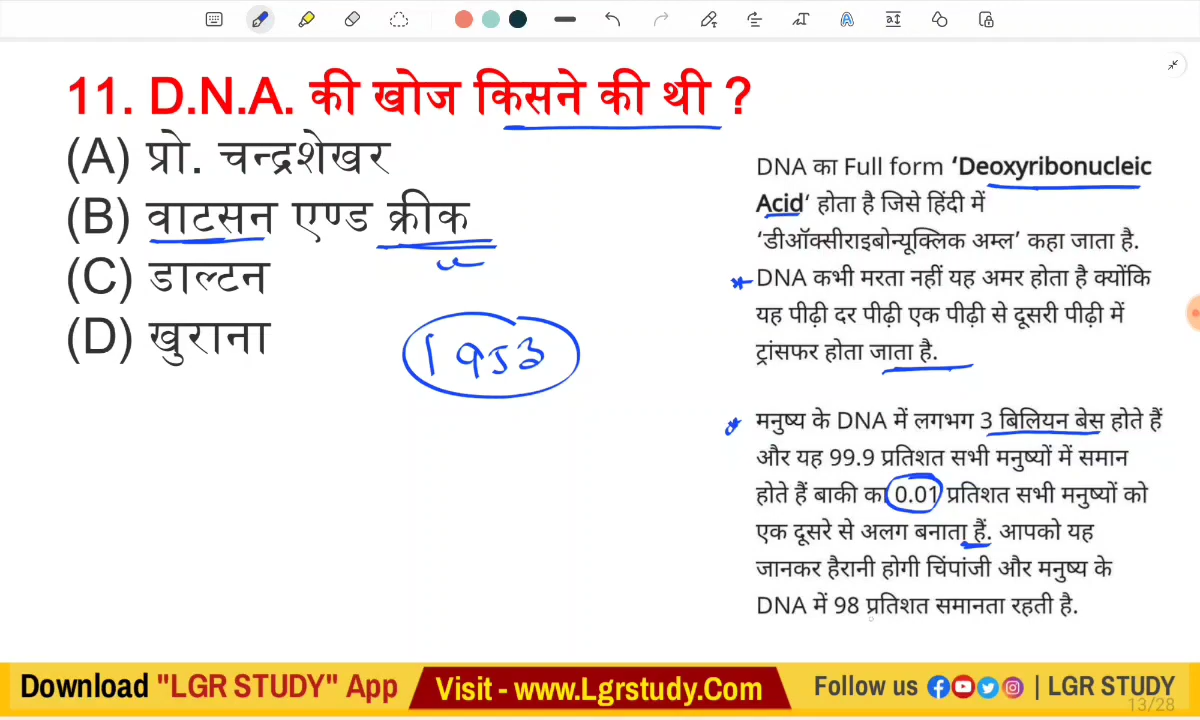 11. D.N.A. की खोज किसने की थी ?
(A) प्रो. चन्द्रशेखर
(B) वाटसन एण्ड क्रीक
(C) डाल्टन
(D) खुराना
1953
DNA का Full form ‘Deoxyribonucleic
Acid‘ होता है जिसे हिंदी में
‘डीऑक्सीराइबोन्यूक्लिक अम्ल’ कहा जाता है.
DNA कभी मरता नहीं यह अमर होता है क्योंकि
यह पीढ़ी दर पीढ़ी एक पीढ़ी से दूसरी पीढ़ी में
ट्रांसफर होता जाता है.
मनुष्य के DNA में लगभग 3 बिलियन बेस होते हैं
और यह 99.9 प्रतिशत सभी मनुष्यों में समान
होते हैं बाकी का 0.01 प्रतिशत सभी मनुष्यों को
एक दूसरे से अलग बनाता हैं. आपको यह
जानकर हैरानी होगी चिंपांजी और मनुष्य के
DNA में 98 प्रतिशत समानता रहती है.
Download "LGR STUDY" App
Visit - www.Lgrstudy.Com
Follow us | LGR STUDY
13/28